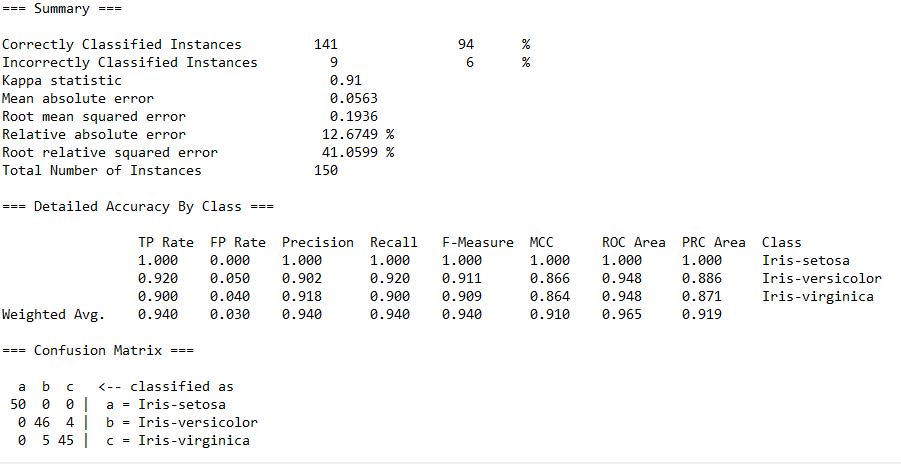 === Summary ===
Correctly Classified Instances 141 94 %
Incorrectly Classified Instances 9 6 %
Kappa statistic 0.91
Mean absolute error 0.0563
Root mean squared error 0.1936
Relative absolute error 12.6749 %
Root relative squared error 41.0599 %
Total Number of Instances 150
=== Detailed Accuracy By Class ===
TP Rate FP Rate Precision Recall F-Measure MCC ROC Area PRC Area Class
1.000 0.000 1.000 1.000 1.000 1.000 1.000 1.000 Iris-setosa
0.920 0.050 0.902 0.920 0.911 0.866 0.948 0.886 Iris-versicolor
0.900 0.040 0.918 0.900 0.909 0.864 0.948 0.871 Iris-virginica
Weighted Avg. 0.940 0.030 0.940 0.940 0.940 0.910 0.965 0.919
=== Confusion Matrix ===
a b c <-- classified as
50 0 0 | a = Iris-setosa
0 46 4 | b = Iris-versicolor
0 5 45 | c = Iris-virginica